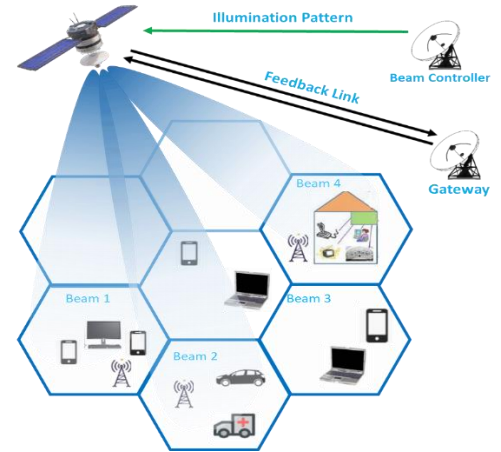 Illumination Pattern
Beam Controller
Feedback Link
Gateway
Beam 4
Beam 1
Beam 3
Beam 2